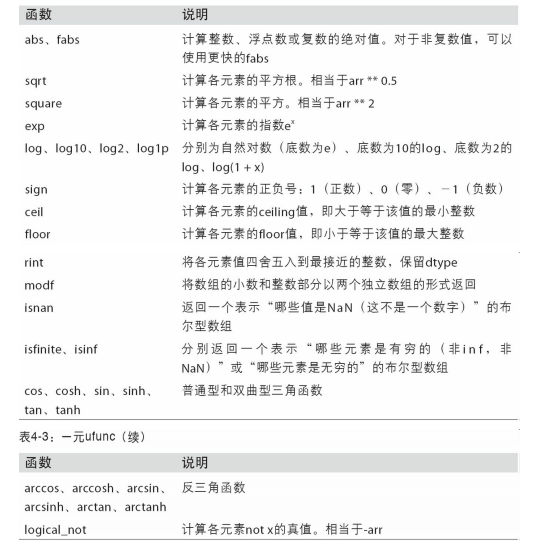 函数 说明
abs、fabs 计算整数、浮点数或复数的绝对值。对于非复数值，可以
使用更快的fabs
sqrt 计算各元素的平方根。相当于arr ** 0.5
square 计算各元素的平方。相当于arr ** 2
exp 计算各元素的指数eˣ
log、log10、log2、log1p 分别为自然对数（底数为e）、底数为10的log、底数为2的
log、log(1 + x)
sign 计算各元素的正负号：1（正数）、0（零）、－1（负数）
ceil 计算各元素的ceiling值，即大于等于该值的最小整数
floor 计算各元素的floor值，即小于等于该值的最大整数
rint 将各元素值四舍五入到最接近的整数，保留dtype
modf 将数组的小数和整数部分以两个独立数组的形式返回
isnan 返回一个表示“哪些值是NaN（这不是一个数字）”的布
尔型数组
isfinite、isinf 分别返回一个表示“哪些元素是有穷的（非inf，非
NaN）”或“哪些元素是无穷的”的布尔型数组
cos、cosh、sin、sinh、 普通型和双曲型三角函数
tan、tanh
表4-3：一元ufunc（续）
函数 说明
arccos、arccosh、arcsin、 反三角函数
arcsinh、arctan、arctanh
logical_not 计算各元素not x的真值。相当于-arr